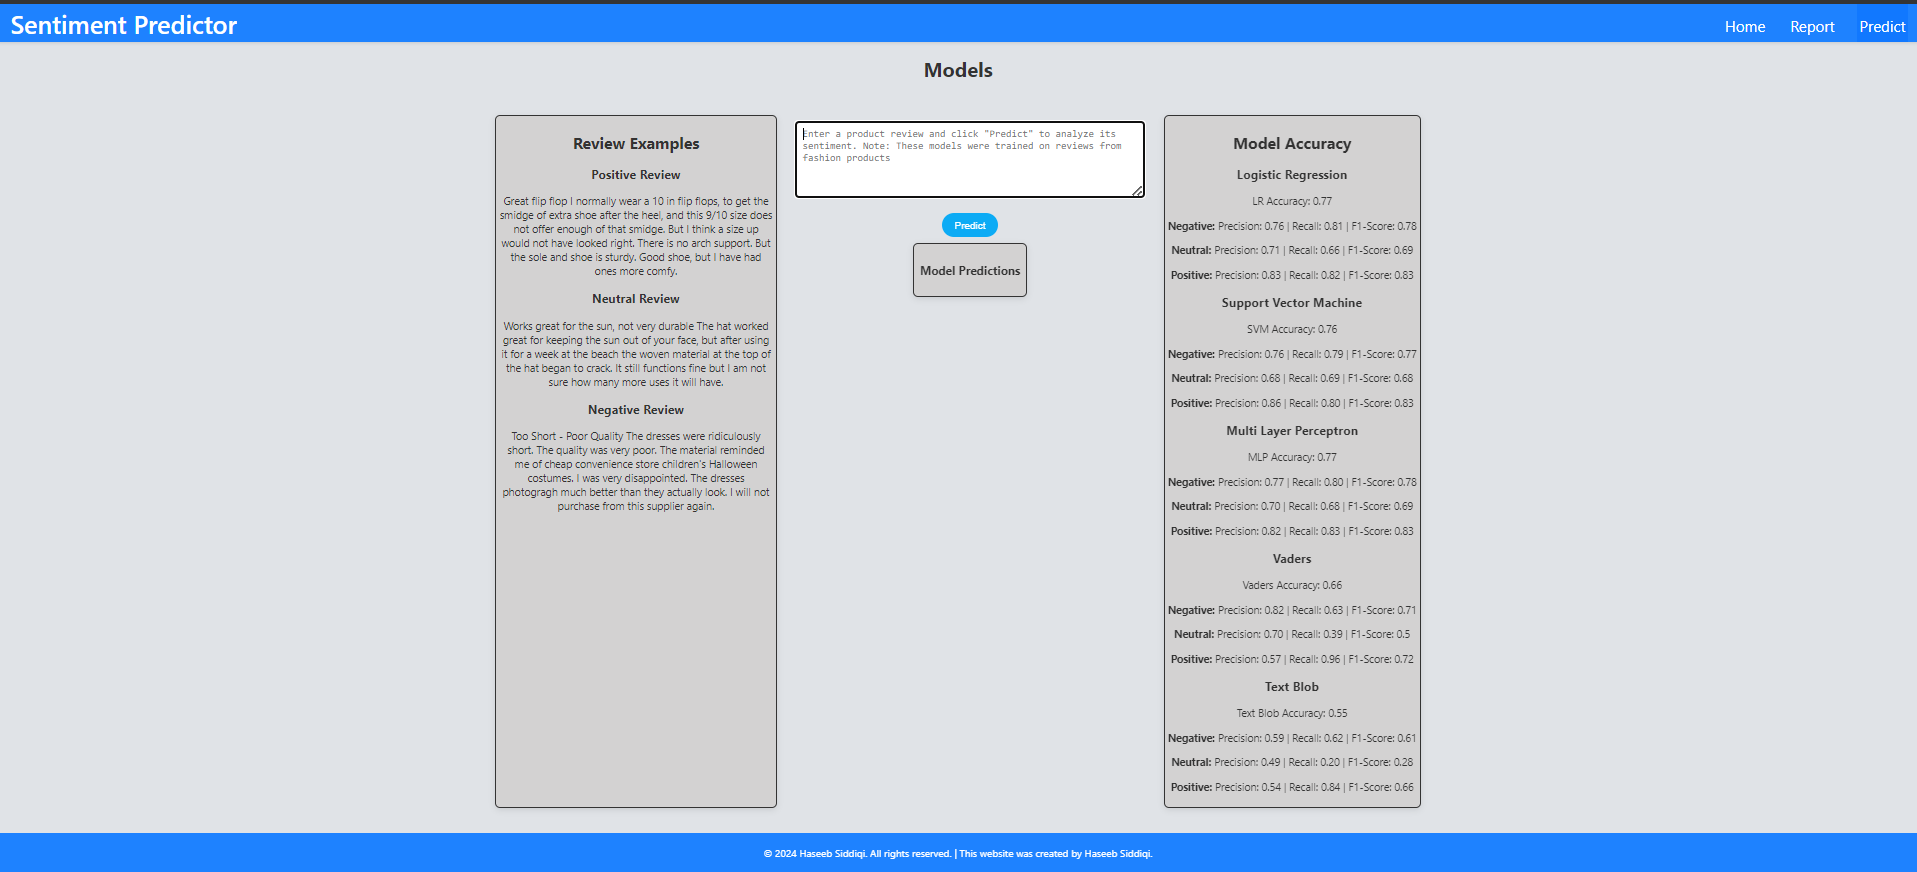 Sentiment Predictor
Home
Report
Predict
Models
Review Examples
Positive Review
Great flip flop I normally wear a 10 in flip flops, to get the
smidge of extra shoe after the heel, and this 9/10 size does
not offer enough of that smidge. But I think a size up
would not have looked right. There is no arch support. But
the sole and shoe is sturdy. Good shoe, but I have had
ones more comfy.
Neutral Review
Works great for the sun, not very durable The hat worked
great for keeping the sun out of your face, but after using
it for a week at the beach the woven material at the top of
the hat began to crack. It still functions fine but I am not
sure how many more uses it will have.
Negative Review
Too Short - Poor Quality The dresses were ridiculously
short. The quality was very poor. The material reminded
me of cheap convenience store children's Halloween
costumes. I was very disappointed. The dresses
photogragh much better than they actually look. I will not
purchase from this supplier again.
Enter a product review and click "Predict" to analyze its
sentiment. Note: These models were trained on reviews from
fashion products
Predict
Model Predictions
Model Accuracy
Logistic Regression
LR Accuracy: 0.77
Negative: Precision: 0.76 | Recall: 0.81 | F1-Score: 0.78
Neutral: Precision: 0.71 | Recall: 0.66 | F1-Score: 0.69
Positive: Precision: 0.83 | Recall: 0.82 | F1-Score: 0.83
Support Vector Machine
SVM Accuracy: 0.76
Negative: Precision: 0.76 | Recall: 0.79 | F1-Score: 0.77
Neutral: Precision: 0.68 | Recall: 0.69 | F1-Score: 0.68
Positive: Precision: 0.86 | Recall: 0.80 | F1-Score: 0.83
Multi Layer Perceptron
MLP Accuracy: 0.77
Negative: Precision: 0.77 | Recall: 0.80 | F1-Score: 0.78
Neutral: Precision: 0.70 | Recall: 0.68 | F1-Score: 0.69
Positive: Precision: 0.82 | Recall: 0.83 | F1-Score: 0.83
Vaders
Vaders Accuracy: 0.66
Negative: Precision: 0.82 | Recall: 0.63 | F1-Score: 0.71
Neutral: Precision: 0.70 | Recall: 0.39 | F1-Score: 0.5
Positive: Precision: 0.57 | Recall: 0.96 | F1-Score: 0.72
Text Blob
Text Blob Accuracy: 0.55
Negative: Precision: 0.59 | Recall: 0.62 | F1-Score: 0.61
Neutral: Precision: 0.49 | Recall: 0.20 | F1-Score: 0.28
Positive: Precision: 0.54 | Recall: 0.84 | F1-Score: 0.66
© 2024 Haseeb Siddiqi. All rights reserved. | This website was created by Haseeb Siddiqi.